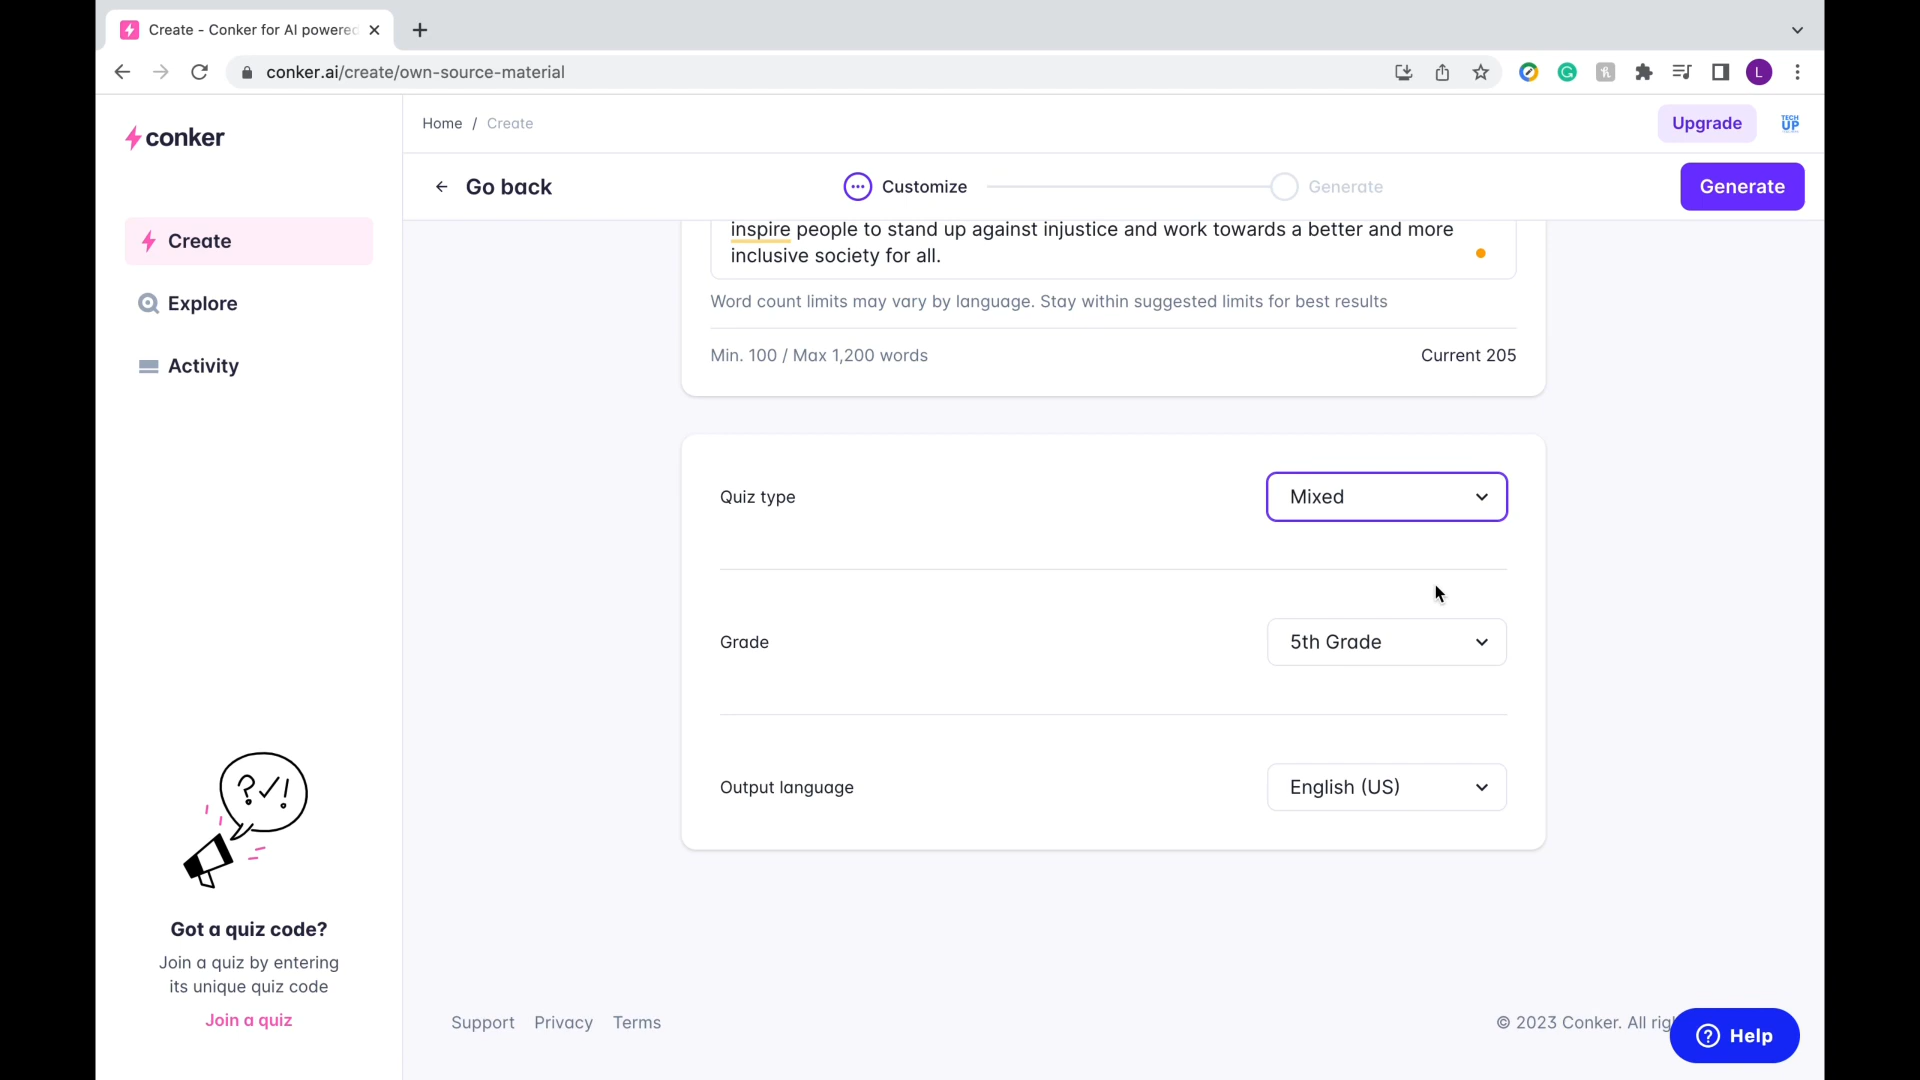 Create - Conker for AI powered
conker.ai/create/own-source-material
L
conker
Home / Create
Upgrade
TECH
UP
Go back
Customize
Generate
Generate
Create
Explore
Activity
inspire people to stand up against injustice and work towards a better and more
inclusive society for all.
Word count limits may vary by language. Stay within suggested limits for best results
Min. 100 / Max 1,200 words
Current 205
Quiz type
Mixed
Grade
5th Grade
Output language
English (US)
?✓!
Got a quiz code?
Join a quiz by entering
its unique quiz code
Join a quiz
Support Privacy Terms
© 2023 Conker. All rig
? Help